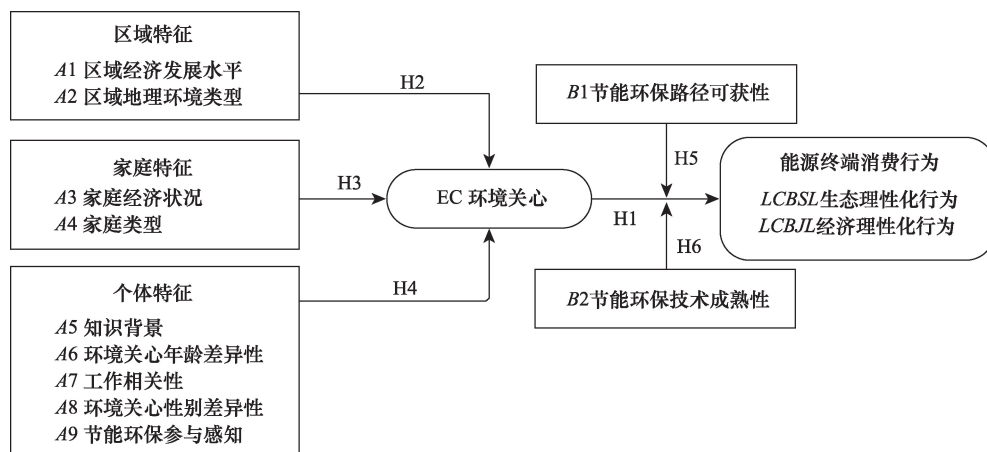 区域特征
A1 区域经济发展水平
A2 区域地理环境类型
H2
家庭特征
A3 家庭经济状况
A4 家庭类型
H3
个体特征
A5 知识背景
A6 环境关心年龄差异性
A7 工作相关性
A8 环境关心性别差异性
A9 节能环保参与感知
H4
EC 环境关心
H1
B1节能环保路径可获性
H5
B2节能环保技术成熟性
H6
能源终端消费行为
LCBSL生态理性化行为
LCBJL经济理性化行为